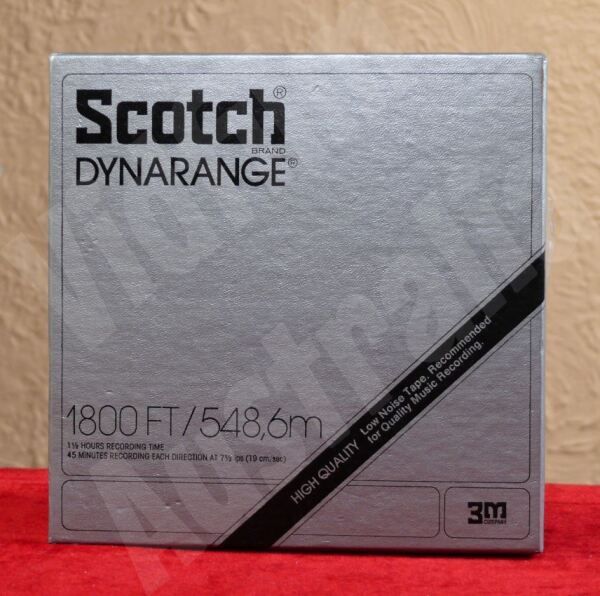 Scotch®
BRAND
DYNARANGE®
1800 FT/548,6m
1½ HOURS RECORDING TIME
45 MINUTES RECORDING EACH DIRECTION AT 7½ ips (19 cm/sec)
HIGH QUALITY
Low Noise Tape. Recommended
for Quality Music Recording.
3m
COMPANY